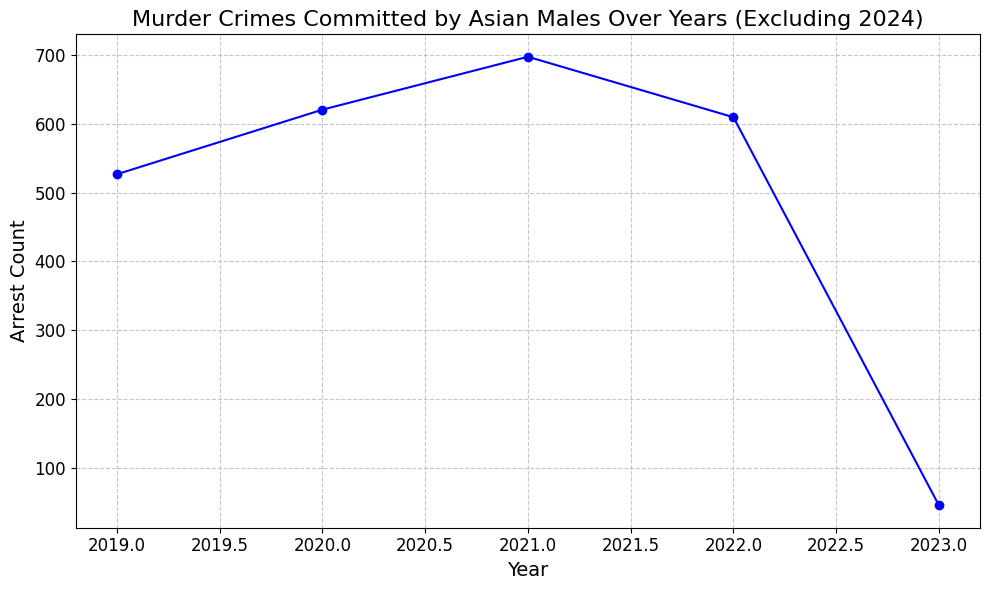 Murder Crimes Committed by Asian Males Over Years (Excluding 2024)
Arrest Count
700
600
500
400
300
200
100
2019.0 2019.5 2020.0 2020.5 2021.0 2021.5 2022.0 2022.5 2023.0
Year